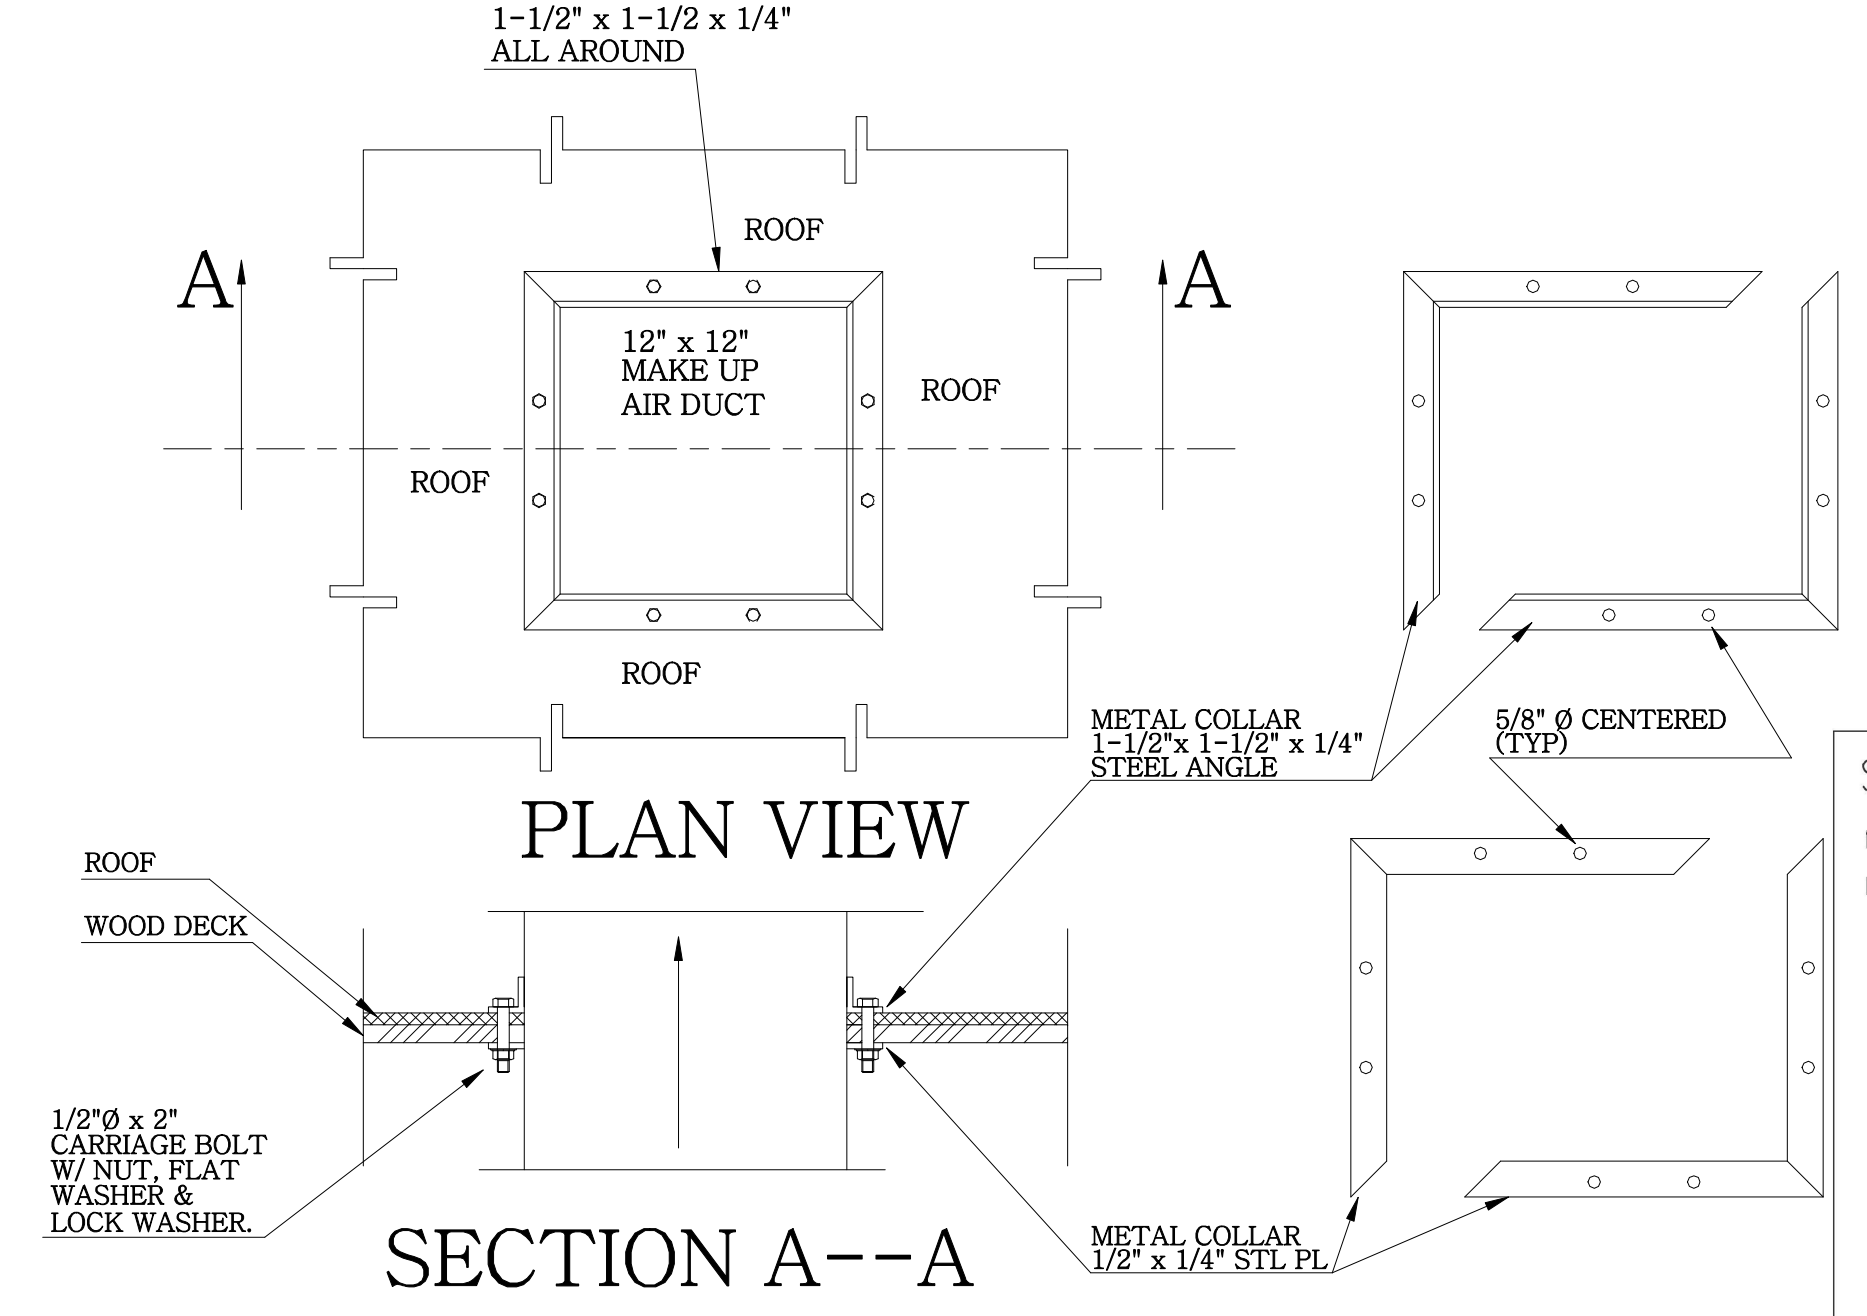 1-1/2" x 1-1/2 x 1/4"
ALL AROUND
ROOF
A
A
12" x 12"
MAKE UP
AIR DUCT
ROOF
ROOF
ROOF
METAL COLLAR
1-1/2"x 1-1/2" x 1/4"
STEEL ANGLE
5/8" Ø CENTERED
(TYP)
PLAN VIEW
ROOF
WOOD DECK
1/2"Ø x 2"
CARRIAGE BOLT
W/ NUT, FLAT
WASHER &
LOCK WASHER.
METAL COLLAR
1/2" x 1/4" STL PL
SECTION A--A